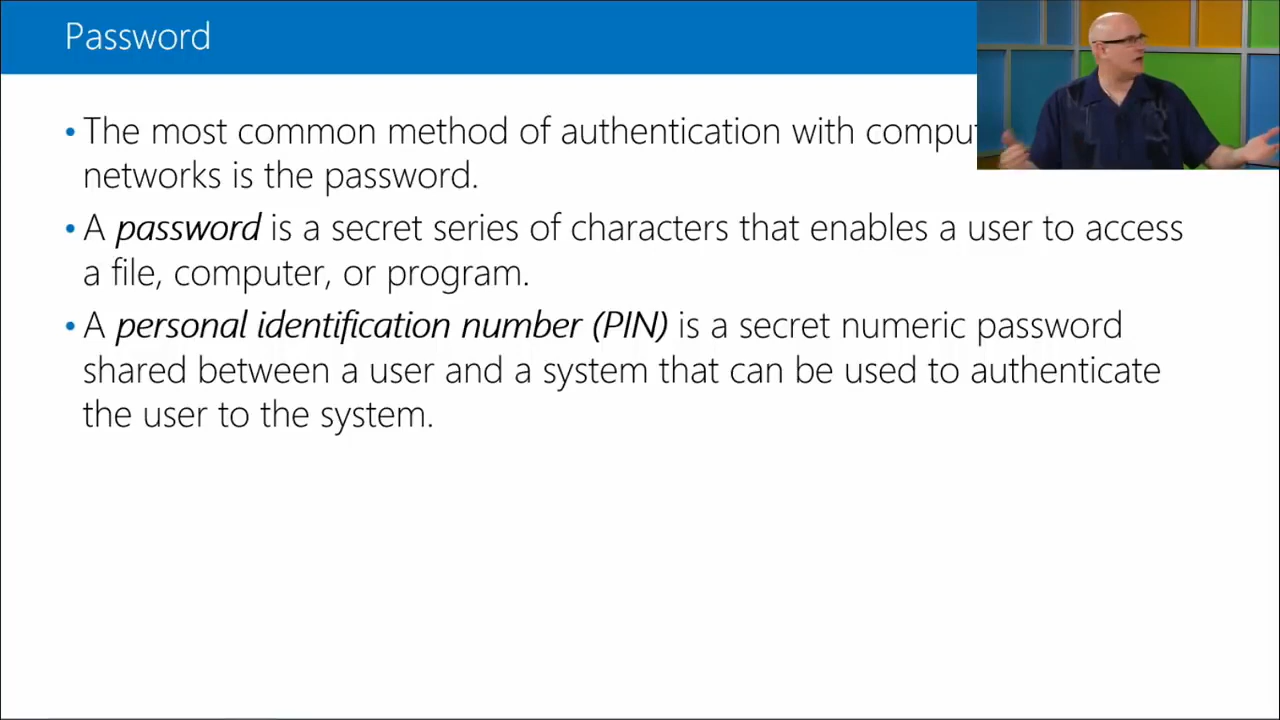 Password
• The most common method of authentication with
networks is the password.
• A password is a secret series of characters that enables a user to access
a file, computer, or program.
• A personal identification number (PIN) is a secret numeric password
shared between a user and a system that can be used to authenticate
the user to the system.